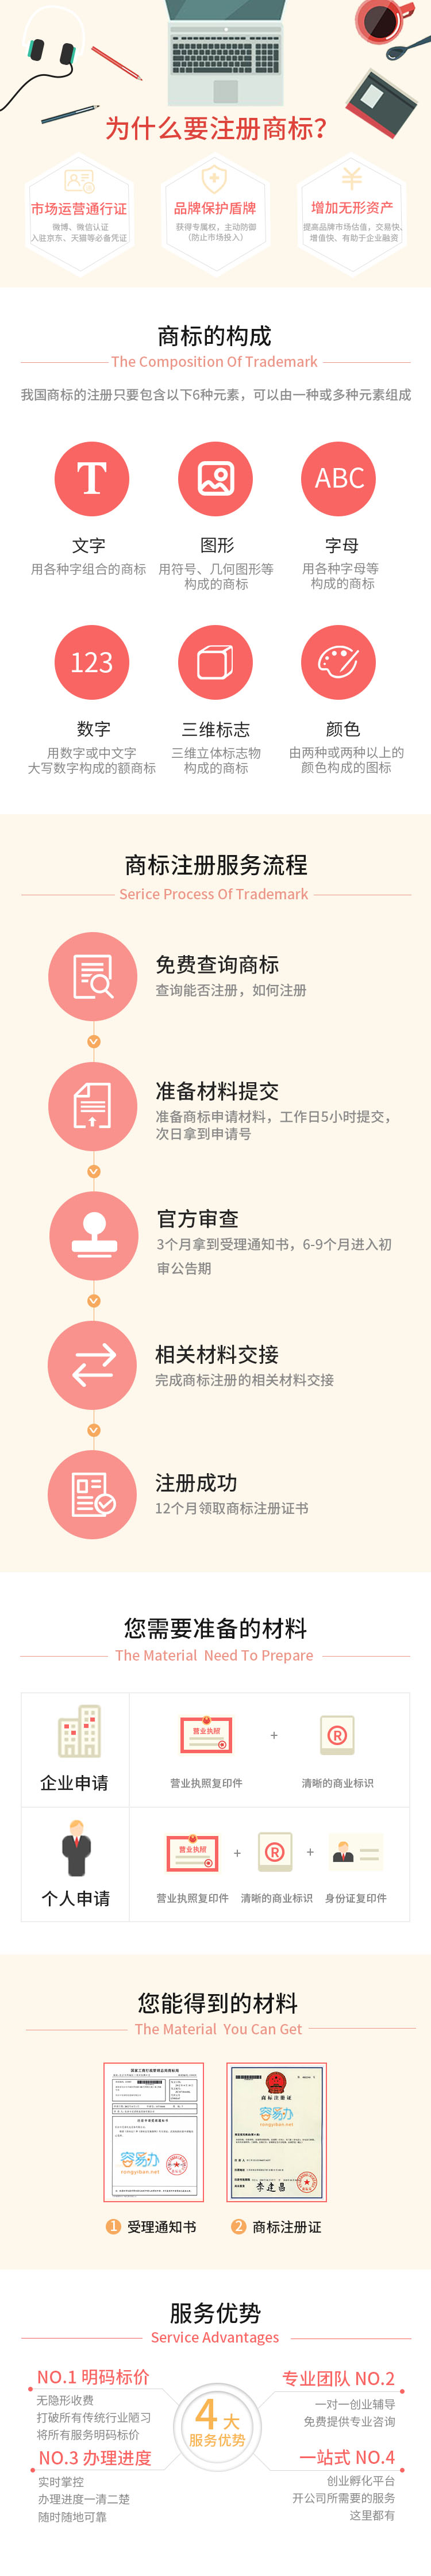 为什么要注册商标?
市场运营通行证
微博、微信认证
入驻京东、天猫等必备凭证
品牌保护盾牌
获得专属权，主动防御
（防止市场投入）
增加无形资产
提高品牌市场估值，交易快、
增值快、有助于企业融资
商标的构成
The Composition Of Trademark
我国商标的注册只要包含以下6种元素，可以由一种或多种元素组成
T
ABC
文字
图形
字母
用各种字组合的商标
用符号、几何图形等
构成的商标
用各种字母等
构成的商标
123
数字
三维标志
颜色
用数字或中文字
大写数字构成的额商标
三维立体标志物
构成的商标
由两种或两种以上的
颜色构成的图标
商标注册服务流程
Serice Process Of Trademark
免费查询商标
查询能否注册，如何注册
准备材料提交
准备商标申请材料，工作日5小时提交，
次日拿到申请号
官方审查
3个月拿到受理通知书，6-9个月进入初
审公告期
相关材料交接
完成商标注册的相关材料交接
注册成功
12个月领取商标注册证书
您需要准备的材料
The Material Need To Prepare
企业申请
营业执照
+
R
营业执照复印件
清晰的商业标识
个人申请
营业执照
+
R
+
营业执照复印件
清晰的商业标识
身份证复印件
您能得到的材料
The Material You Can Get
容易办
rongyiban.net
商标注册证
容易办
rongyiban.net
1 受理通知书
2 商标注册证
服务优势
Service Advantages
NO.1 明码标价
无隐形收费
打破所有传统行业陋习
将所有服务明码标价
专业团队 NO.2
一对一创业辅导
免费提供专业咨询
4大
服务优势
NO.3 办理进度
实时掌控
办理进度一清二楚
随时随地可靠
一站式 NO.4
创业孵化平台
开公司所需要的服务
这里都有